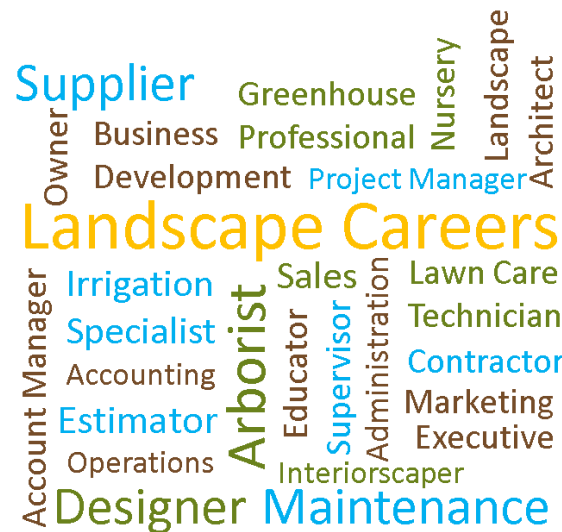 Supplier
Owner
Business
Development
Greenhouse
Professional
Nursery
Landscape
Architect
Project Manager
Landscape Careers
Account Manager
Irrigation
Specialist
Accounting
Estimator
Operations
Arborist
Sales
Educator
Supervisor
Administration
Lawn Care
Technician
Contractor
Marketing
Executive
Interiorscaper
Designer
Maintenance